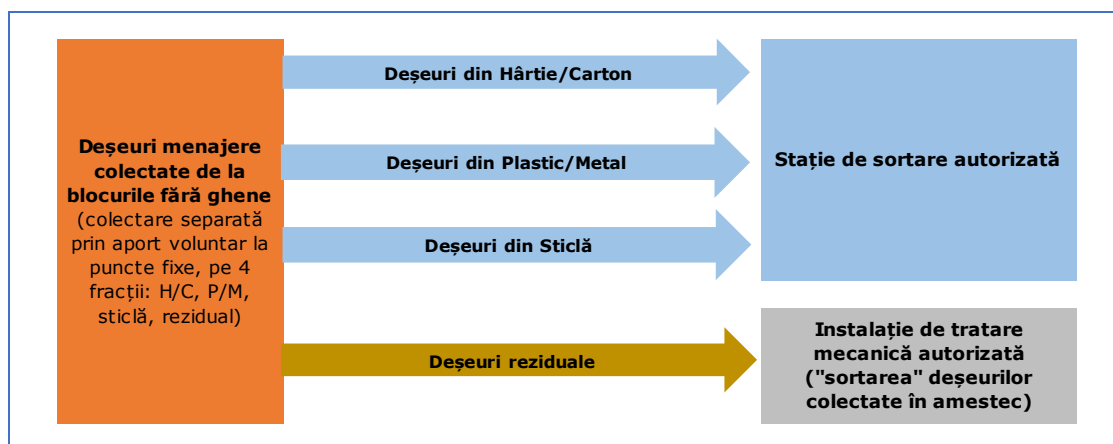 Deșeuri menajere
colectate de la
blocurile fără ghene
(colectare separată
prin aport voluntar la
puncte fixe, pe 4
fracții: H/C, P/M,
sticlă, rezidual)
Deșeuri din Hârtie/Carton
Deșeuri din Plastic/Metal
Deșeuri din Sticlă
Deșeuri reziduale
Stație de sortare autorizată
Instalație de tratare
mecanică autorizată
("sortarea" deșeurilor
colectate în amestec)